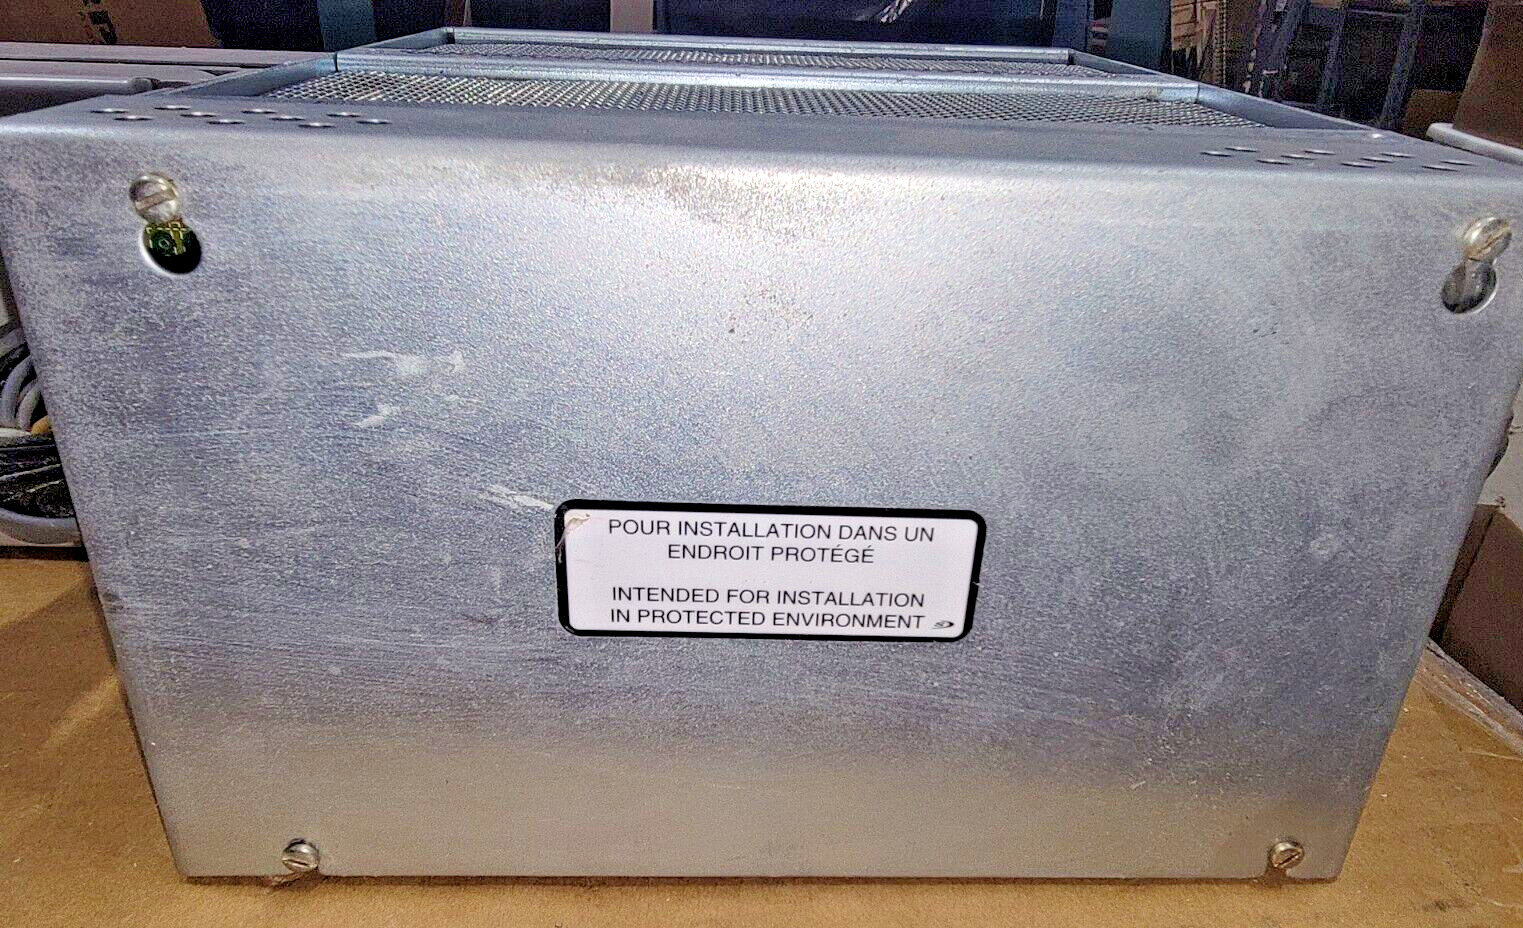 POUR INSTALLATION DANS UN
ENDROIT PROTÉGÉ
INTENDED FOR INSTALLATION
IN PROTECTED ENVIRONMENT